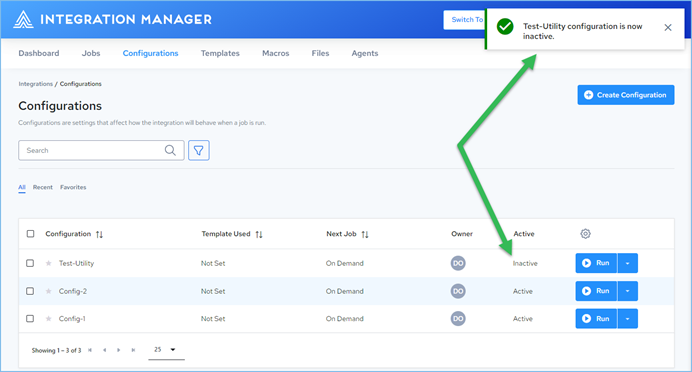 INTEGRATION MANAGER
Switch To
Test-Utility configuration is now
inactive.
Dashboard Jobs Configurations Templates Macros Files Agents
Integrations / Configurations
Configurations
Create Configuration
Configurations are settings that affect how the integration will behave when a job is run.
Search
All Recent Favorites
Configuration Template Used Next Job Owner Active
Test-Utility Not Set On Demand DO Inactive Run
Config-2 Not Set On Demand DO Active Run
Config-1 Not Set On Demand DO Active Run
Showing 1 – 3 of 3 25